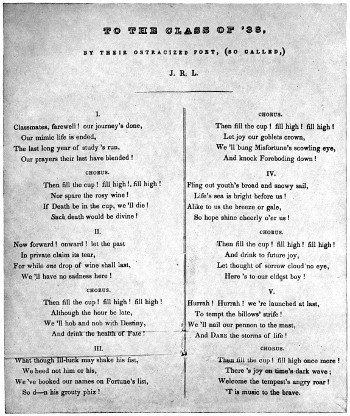 TO THE CLASS OF '38,
BY THEIR OSTRACIZED POET, (SO CALLED,)
J. R. L.
I.
Classmates, farewell! our journey's done,
Our mimic life is ended,
The last long year of study's run,
Our prayers their last have blended!
CHORUS.
Then fill the cup! fill high!, fill high!
Nor spare the rosy wine!
If Death be in the cup, we'll die!
Such death would be divine!
II.
Now forward! onward! let the past
In private claim its tear,
For while one drop of wine shall last,
We'll have no sadness here!
CHORUS.
Then fill the cup! fill high! fill high!
Although the hour be late,
We'll hob and nob with Destiny,
And drink the health of Fate!
III.
What though Ill-luck may shake his fist,
We heed not him or his,
We've booked our names on Fortune's list,
So d—n his grouty phiz!
CHORUS.
Then fill the cup! fill high! fill high!
Let joy our goblets crown,
We'll bung Misfortune's scowling eye,
And knock Foreboding down!
IV.
Fling out youth's broad and snowy sail,
Life's sea is bright before us!
Alike to us the breeze or gale,
So hope shine cheerly o'er us!
CHORUS.
Then fill the cup! fill high! fill high!
And drink to future joy,
Let thought of sorrow cloud no eye,
Here's to our eldest boy!
V.
Hurrah! Hurrah! we're launched at last,
To tempt the billows' strife!
We'll nail our pennon to the mast,
And DARE the storms of life!
CHORUS.
Then fill the cup! fill high once more!
There's joy on time's dark wave;
Welcome the tempest's angry roar!
'T is music to the brave.